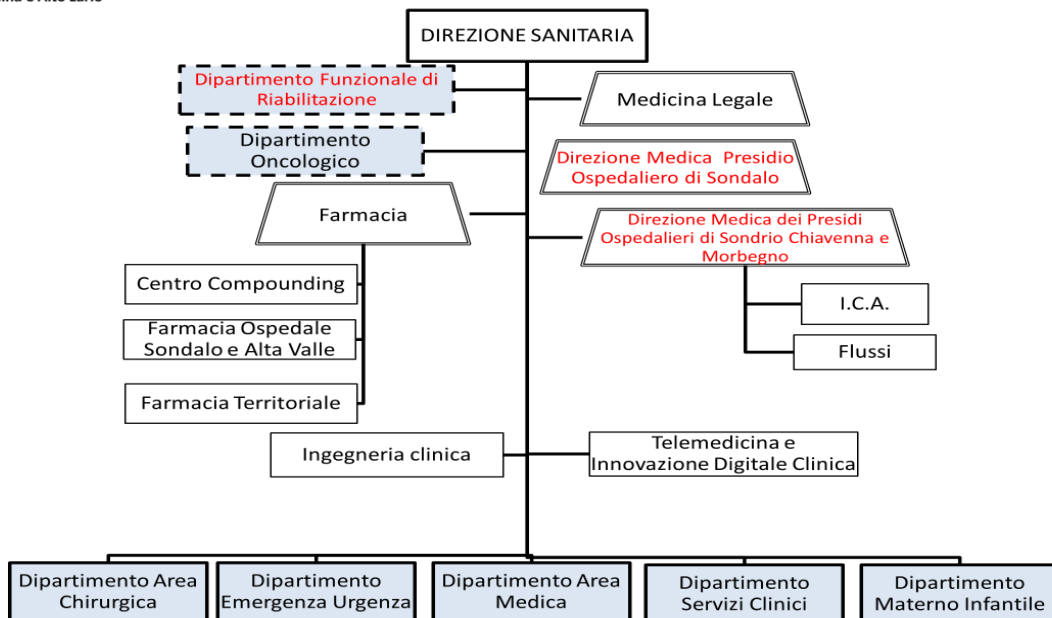 DIREZIONE SANITARIA
Dipartimento Funzionale di
Riabilitazione
Medicina Legale
Dipartimento
Oncologico
Direzione Medica Presidio
Ospedaliero di Sondalo
Farmacia
Direzione Medica dei Presidi
Ospedalieri di Sondrio Chiavenna e
Morbegno
Centro Compounding
I.C.A.
Farmacia Ospedale
Sondalo e Alta Valle
Flussi
Farmacia Territoriale
Ingegneria clinica
Telemedicina e
Innovazione Digitale Clinica
Dipartimento Area
Chirurgica
Dipartimento
Emergenza Urgenza
Dipartimento Area
Medica
Dipartimento
Servizi Clinici
Dipartimento
Materno Infantile